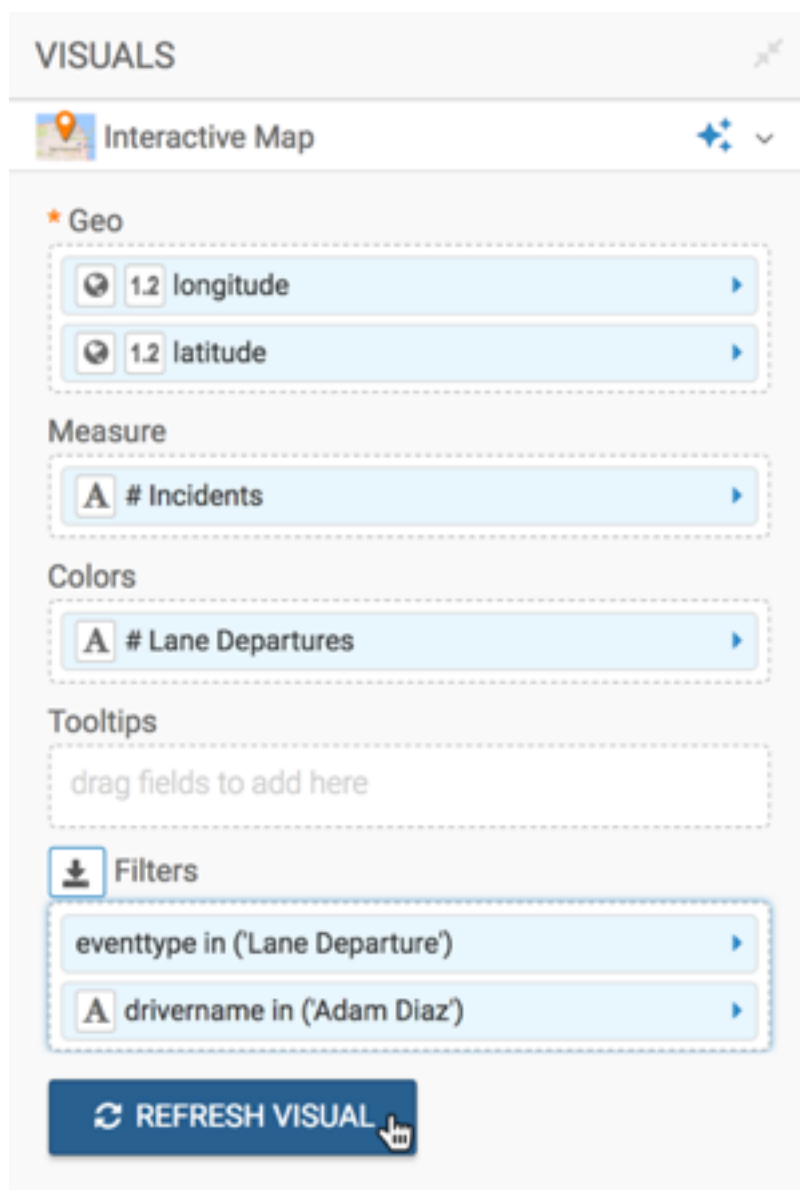 VISUALS
Interactive Map
* Geo
1.2 longitude
1.2 latitude
Measure
A # Incidents
Colors
A # Lane Departures
Tooltips
drag fields to add here
Filters
eventtype in ('Lane Departure')
A drivername in ('Adam Diaz')
REFRESH VISUAL